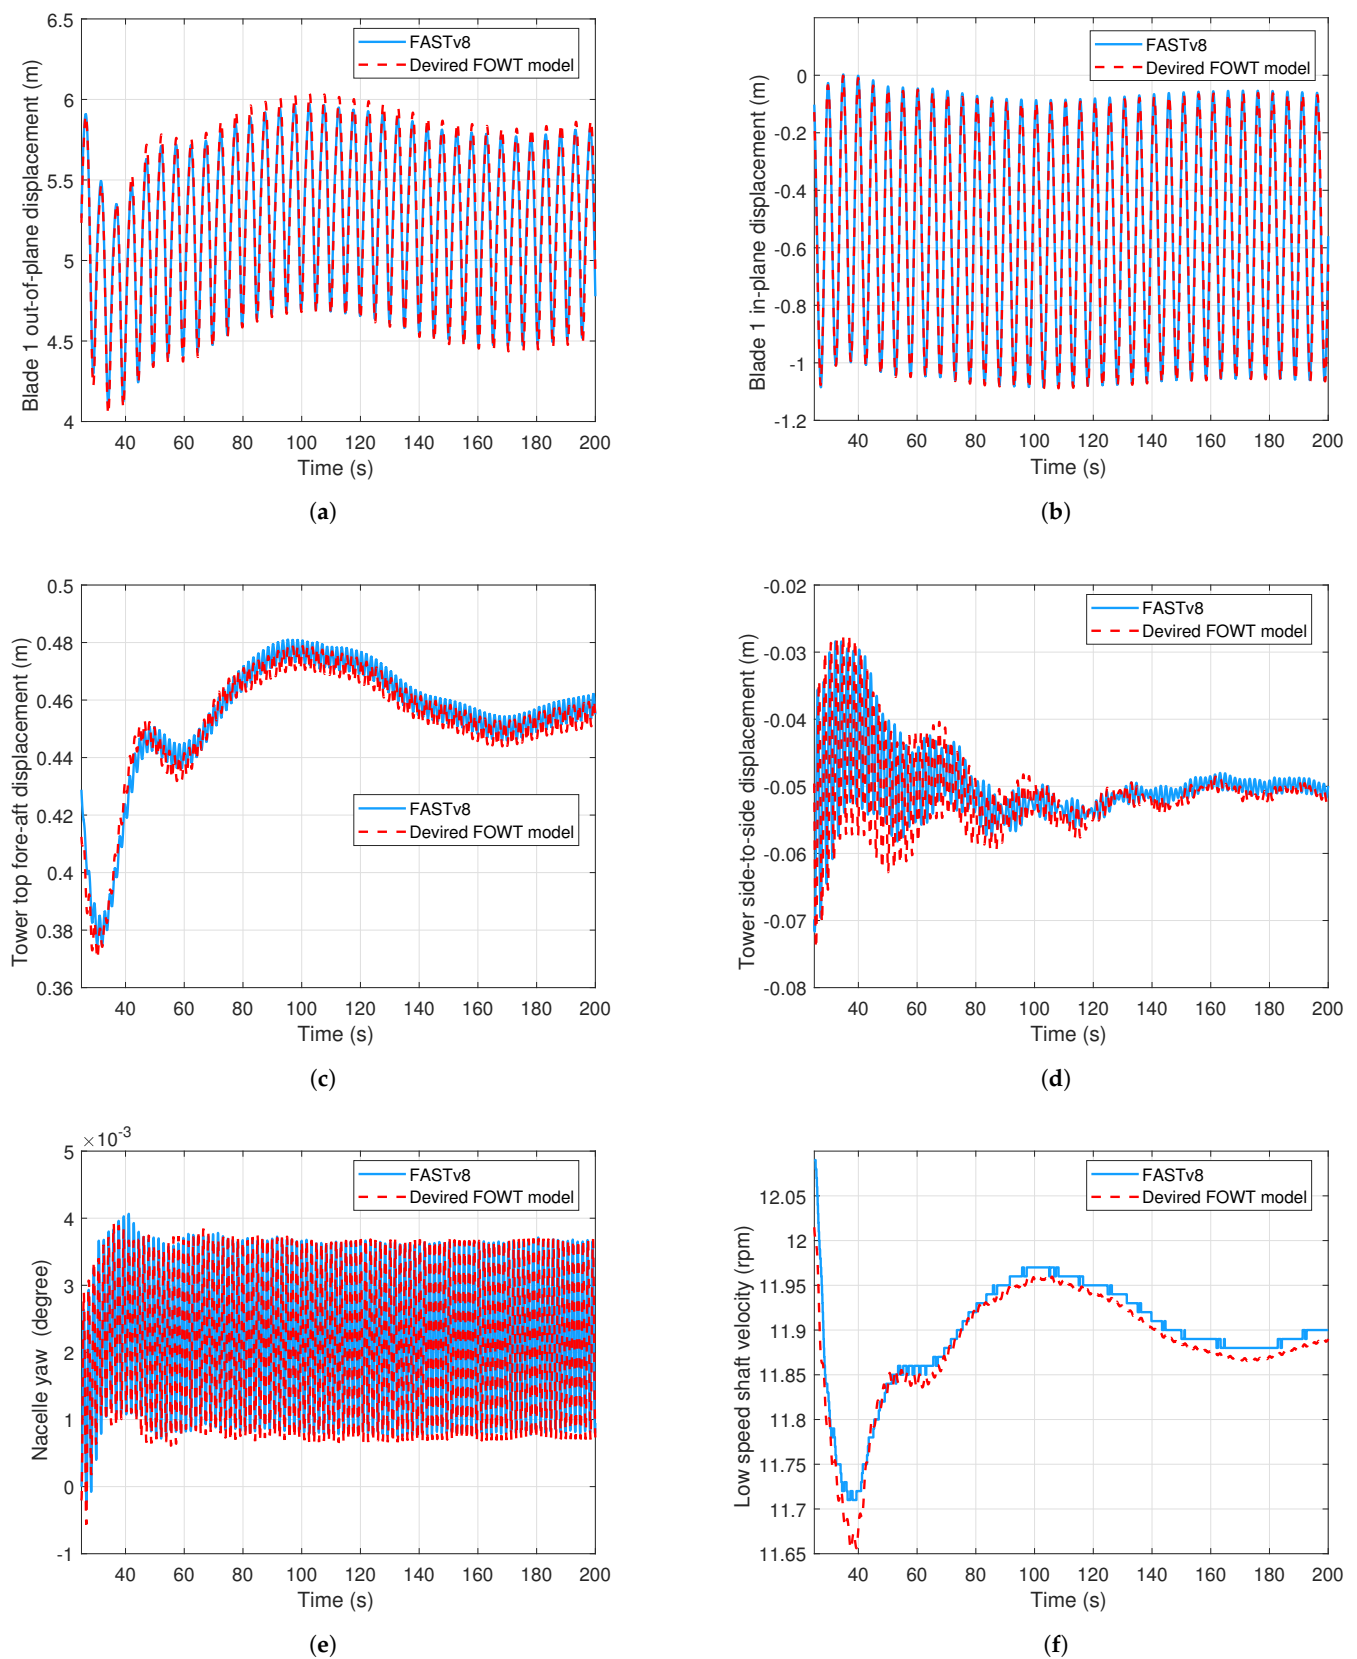 6.5
6
5.5
5
4.5
4
Blade 1 out-of-plane displacement (m)
FASTv8
Devired FOWT model
40 60 80 100 120 140 160 180 200
Time (s)
(a)
0
-0.2
-0.4
-0.6
-0.8
-1
-1.2
Blade 1 in-plane displacement (m)
FASTv8
Devired FOWT model
40 60 80 100 120 140 160 180 200
Time (s)
(b)
0.5
0.48
0.46
0.44
0.42
0.4
0.38
0.36
Tower top fore-aft displacement (m)
FASTv8
Devired FOWT model
40 60 80 100 120 140 160 180 200
Time (s)
(c)
-0.02
-0.03
-0.04
-0.05
-0.06
-0.07
-0.08
Tower side-to-side displacement (m)
FASTv8
Devired FOWT model
40 60 80 100 120 140 160 180 200
Time (s)
(d)
×10-3
5
4
3
2
1
0
-1
Nacelle yaw (degree)
FASTv8
Devired FOWT model
40 60 80 100 120 140 160 180 200
Time (s)
(e)
12.05
12
11.95
11.9
11.85
11.8
11.75
11.7
11.65
Low speed shaft velocity (rpm)
FASTv8
Devired FOWT model
40 60 80 100 120 140 160 180 200
Time (s)
(f)